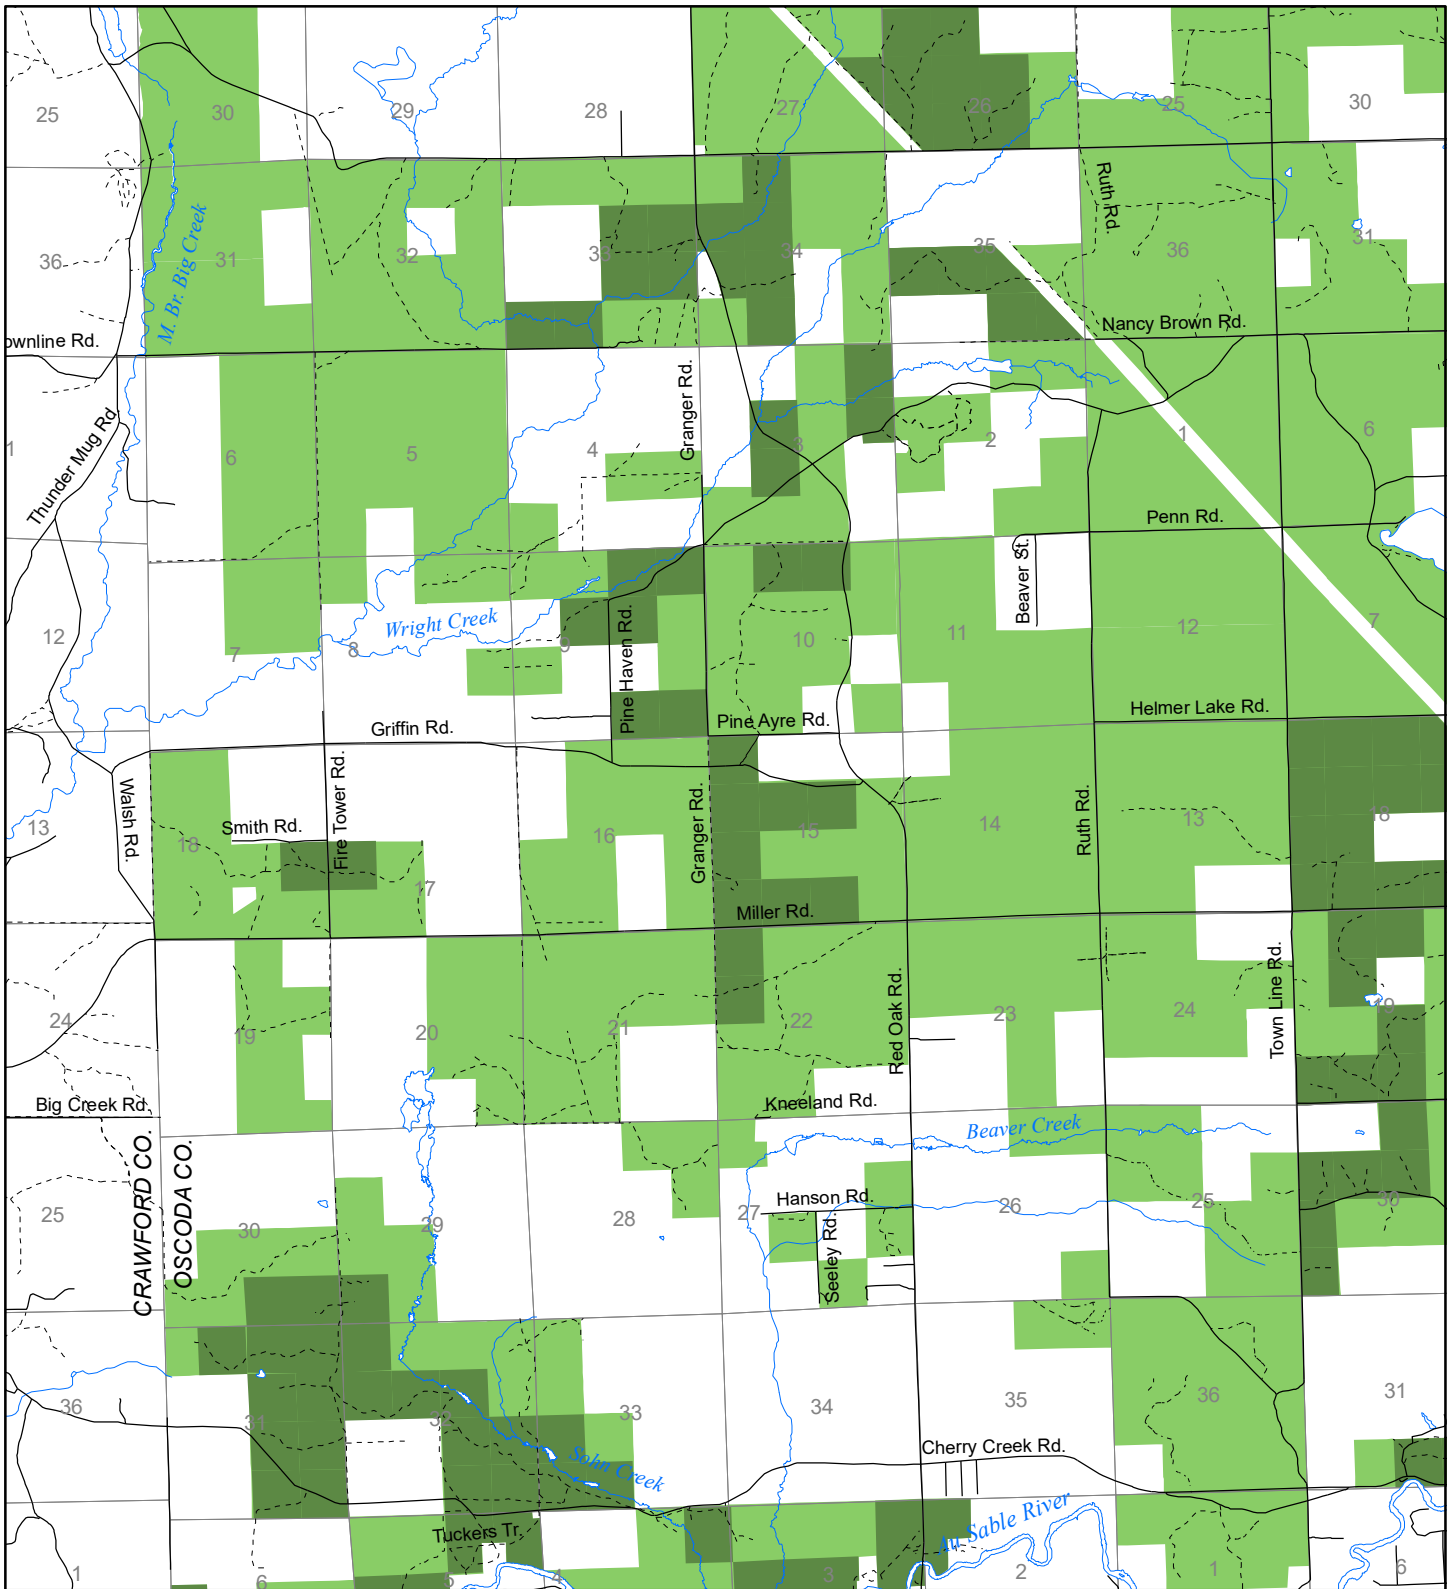 25
30
29
28
27
26
25
30
36
31
32
33
34
35
36
31
M. Br. Big Creek
Ruth Rd.
ownline Rd.
Nancy Brown Rd.
Granger Rd.
Thunder Mug Rd.
1
6
5
4
3
2
1
6
Penn Rd.
Beaver St.
Wright Creek
Pine Haven Rd.
12
7
8
9
10
11
12
7
Griffin Rd.
Pine Ayre Rd.
Helmer Lake Rd.
Walsh Rd.
Fire Tower Rd.
Smith Rd.
Granger Rd.
Ruth Rd.
13
18
17
16
15
14
13
18
Miller Rd.
Red Oak Rd.
Town Line Rd.
24
19
20
21
22
23
24
19
Big Creek Rd.
Kneeland Rd.
Beaver Creek
CRAWFORD CO.
OSCODA CO.
Hanson Rd.
Seeley Rd.
25
30
29
28
27
26
25
30
36
31
32
33
34
35
36
31
Cherry Creek Rd.
Sohn Creek
Au Sable River
Tuckers Tr.
1
6
5
4
3
2
1
6